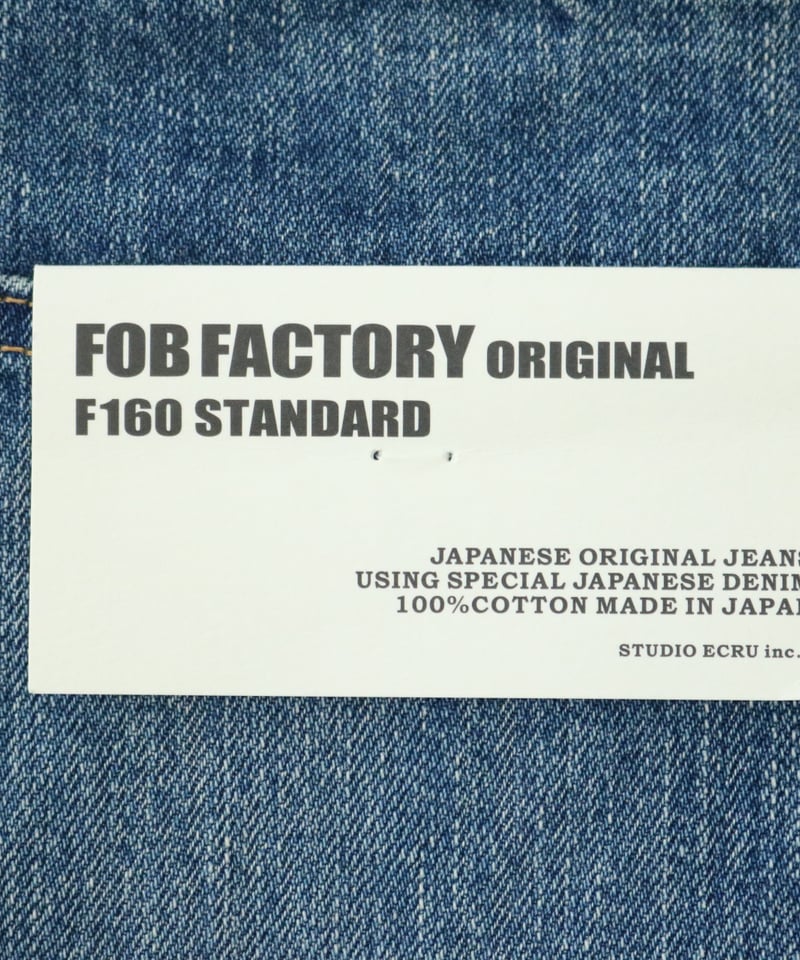 FOB FACTORY ORIGINAL
F160 STANDARD
JAPANESE ORIGINAL JEANS
USING SPECIAL JAPANESE DENIM
100%COTTON MADE IN JAPAN
STUDIO ECRU inc.